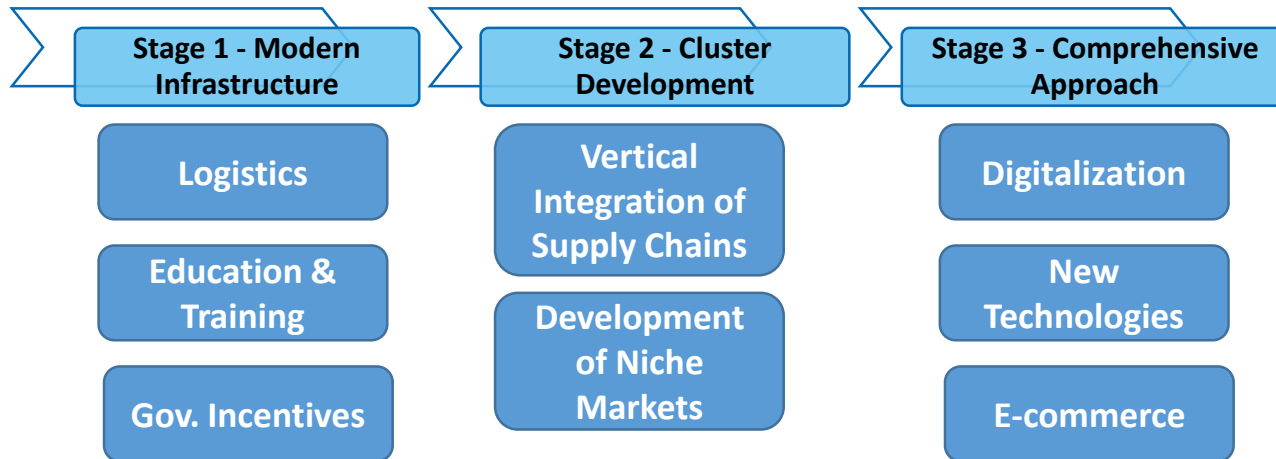 Stage 1 - Modern
Infrastructure
Logistics
Education &
Training
Gov. Incentives
Stage 2 - Cluster
Development
Vertical
Integration of
Supply Chains
Development
of Niche
Markets
Stage 3 - Comprehensive
Approach
Digitalization
New
Technologies
E-commerce